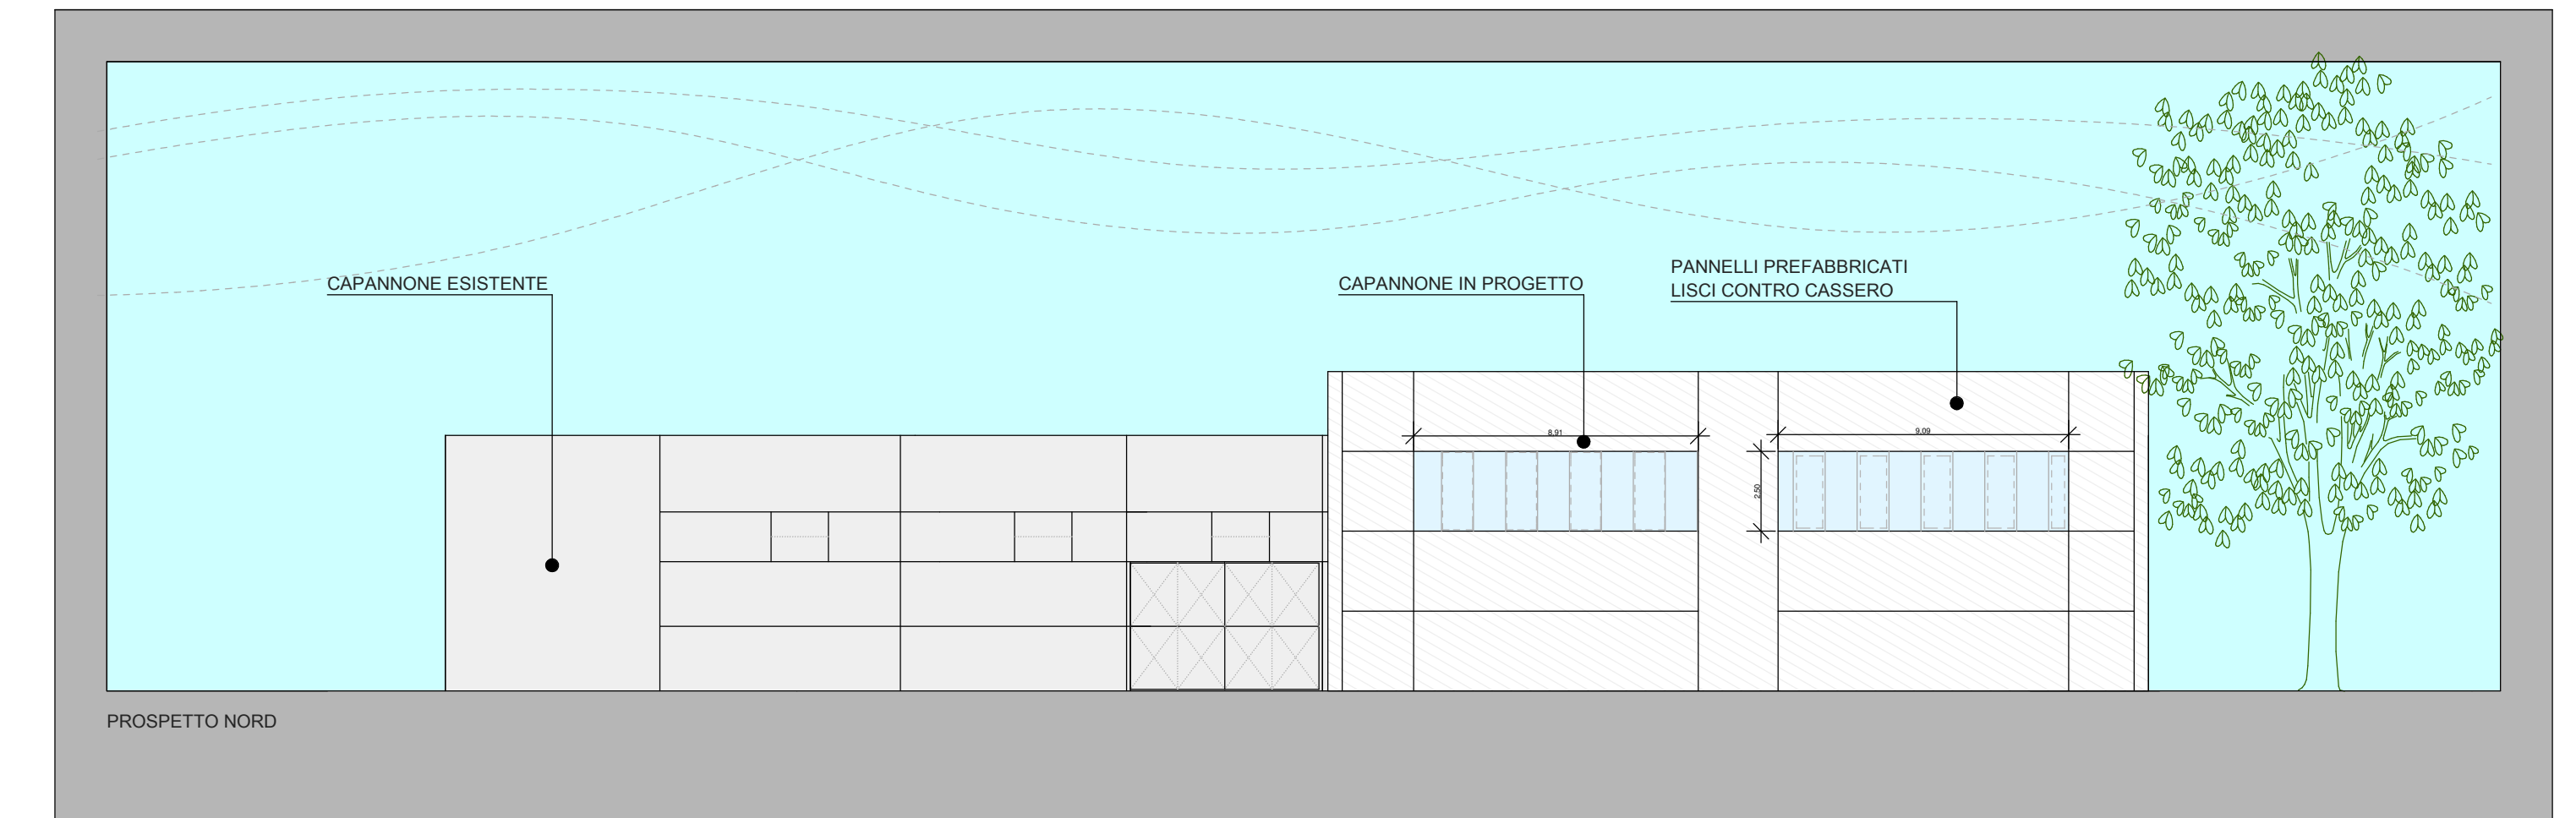 CAPANNONE ESISTENTE
CAPANNONE IN PROGETTO
PANNELLI PREFABBRICATI
LISCI CONTRO CASSERO
8,91
9,09
2,50
PROSPETTO NORD